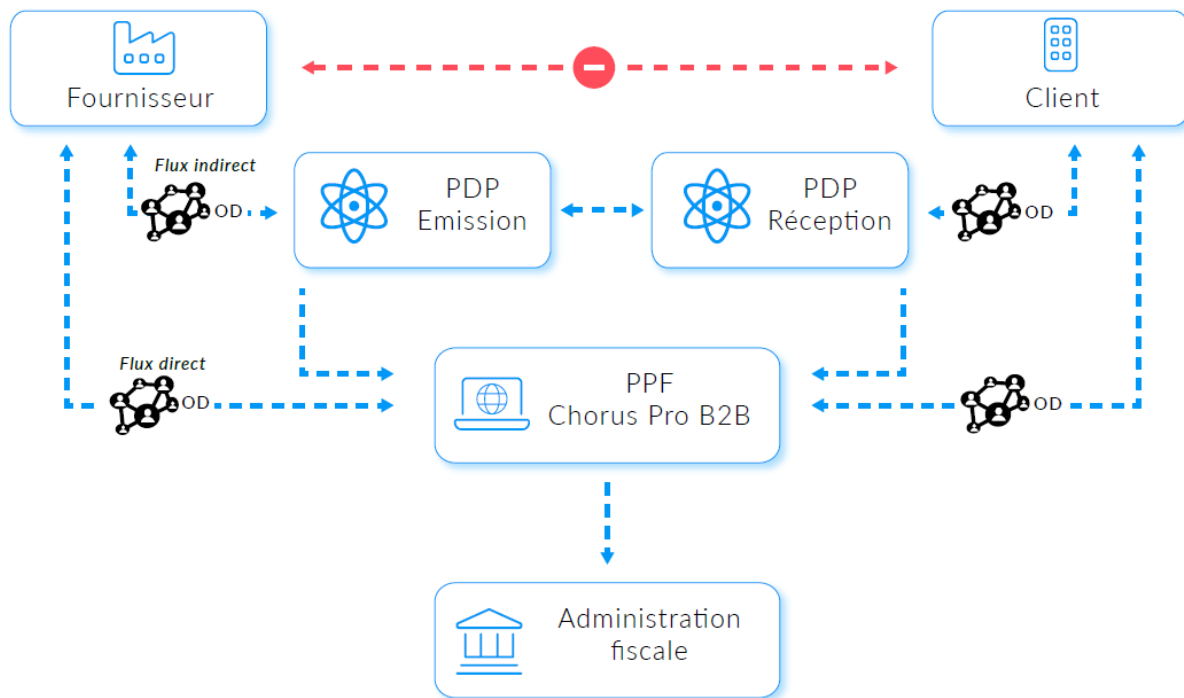 Fournisseur
Client
Flux indirect
OD
PDP
Emission
PDP
Réception
OD
Flux direct
OD
PPF
Chorus Pro B2B
OD
Administration
fiscale